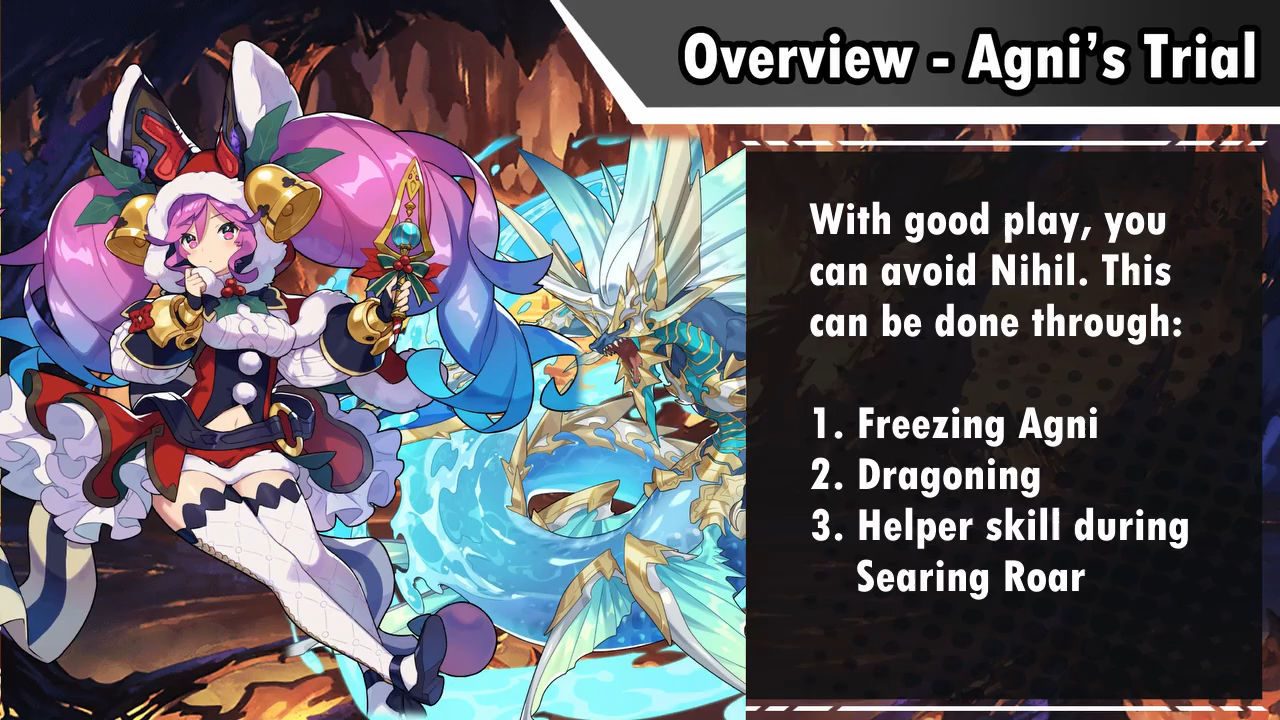 Overview - Agni's Trial
With good play, you
can avoid Nihil. This
can be done through:
1. Freezing Agni
2. Dragoning
3. Helper skill during
Searing Roar